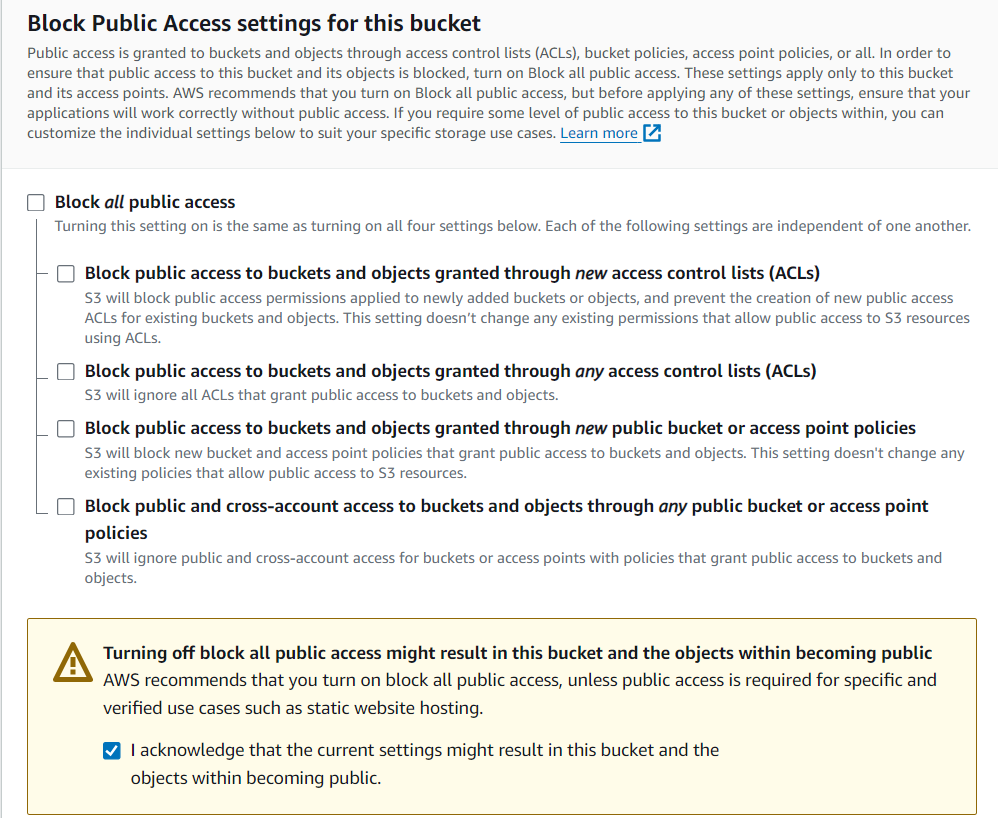 Block Public Access settings for this bucket
Public access is granted to buckets and objects through access control lists (ACLs), bucket policies, access point policies, or all. In order to
ensure that public access to this bucket and its objects is blocked, turn on Block all public access. These settings apply only to this bucket
and its access points. AWS recommends that you turn on Block all public access, but before applying any of these settings, ensure that your
applications will work correctly without public access. If you require some level of public access to this bucket or objects within, you can
customize the individual settings below to suit your specific storage use cases. Learn more
Block all public access
Turning this setting on is the same as turning on all four settings below. Each of the following settings are independent of one another.
Block public access to buckets and objects granted through new access control lists (ACLs)
S3 will block public access permissions applied to newly added buckets or objects, and prevent the creation of new public access
ACLs for existing buckets and objects. This setting doesn’t change any existing permissions that allow public access to S3 resources
using ACLs.
Block public access to buckets and objects granted through any access control lists (ACLs)
S3 will ignore all ACLs that grant public access to buckets and objects.
Block public access to buckets and objects granted through new public bucket or access point policies
S3 will block new bucket and access point policies that grant public access to buckets and objects. This setting doesn't change any
existing policies that allow public access to S3 resources.
Block public and cross-account access to buckets and objects through any public bucket or access point
policies
S3 will ignore public and cross-account access for buckets or access points with policies that grant public access to buckets and
objects.
Turning off block all public access might result in this bucket and the objects within becoming public
AWS recommends that you turn on block all public access, unless public access is required for specific and
verified use cases such as static website hosting.
I acknowledge that the current settings might result in this bucket and the
objects within becoming public.